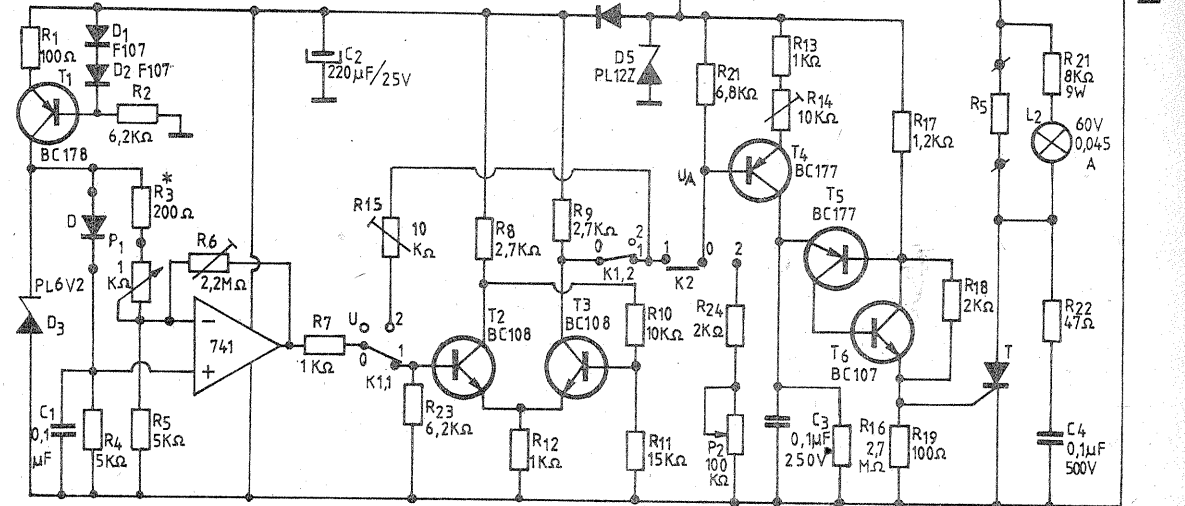 R1
100Ω
D1
F107
D2 F107
T1
R2
6,2KΩ
BC178
C2
220μF/25V
D5
PL12Z
R21
6,8KΩ
R13
1KΩ
R14
10KΩ
R17
1,2KΩ
R5
R21
8KΩ
9W
L2
60V
0,045
A
T4
BC177
UA
T5
BC177
R3 *
200Ω
D
P1
1
KΩ
R6
2,2MΩ
PL6V2
D3
741
R7
1KΩ
R15
10
KΩ
U
0
2
1
K1,1
R8
2,7KΩ
R9
2,7KΩ
0
2
1
K1,2
1
K2
0
2
T2
BC108
T3
BC108
R10
10KΩ
R24
2KΩ
R18
2KΩ
T6
BC107
T
R22
47Ω
C1
0,1
μF
R4
5KΩ
R5
5KΩ
R23
6,2KΩ
R12
1KΩ
R11
15KΩ
P2
100
KΩ
C3
0,1μF
250V
R16
2,7
MΩ
R19
100Ω
C4
0,1μF
500V